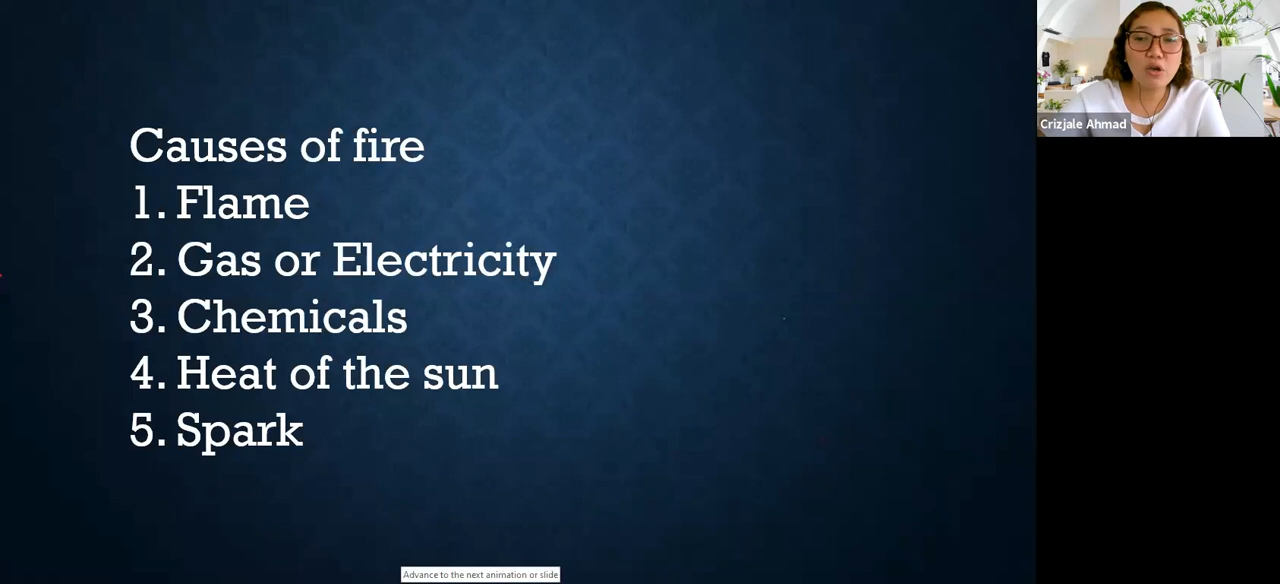 Causes of fire
1. Flame
2. Gas or Electricity
3. Chemicals
4. Heat of the sun
5. Spark
Crizjale Ahmad
Advance to the next animation or slide